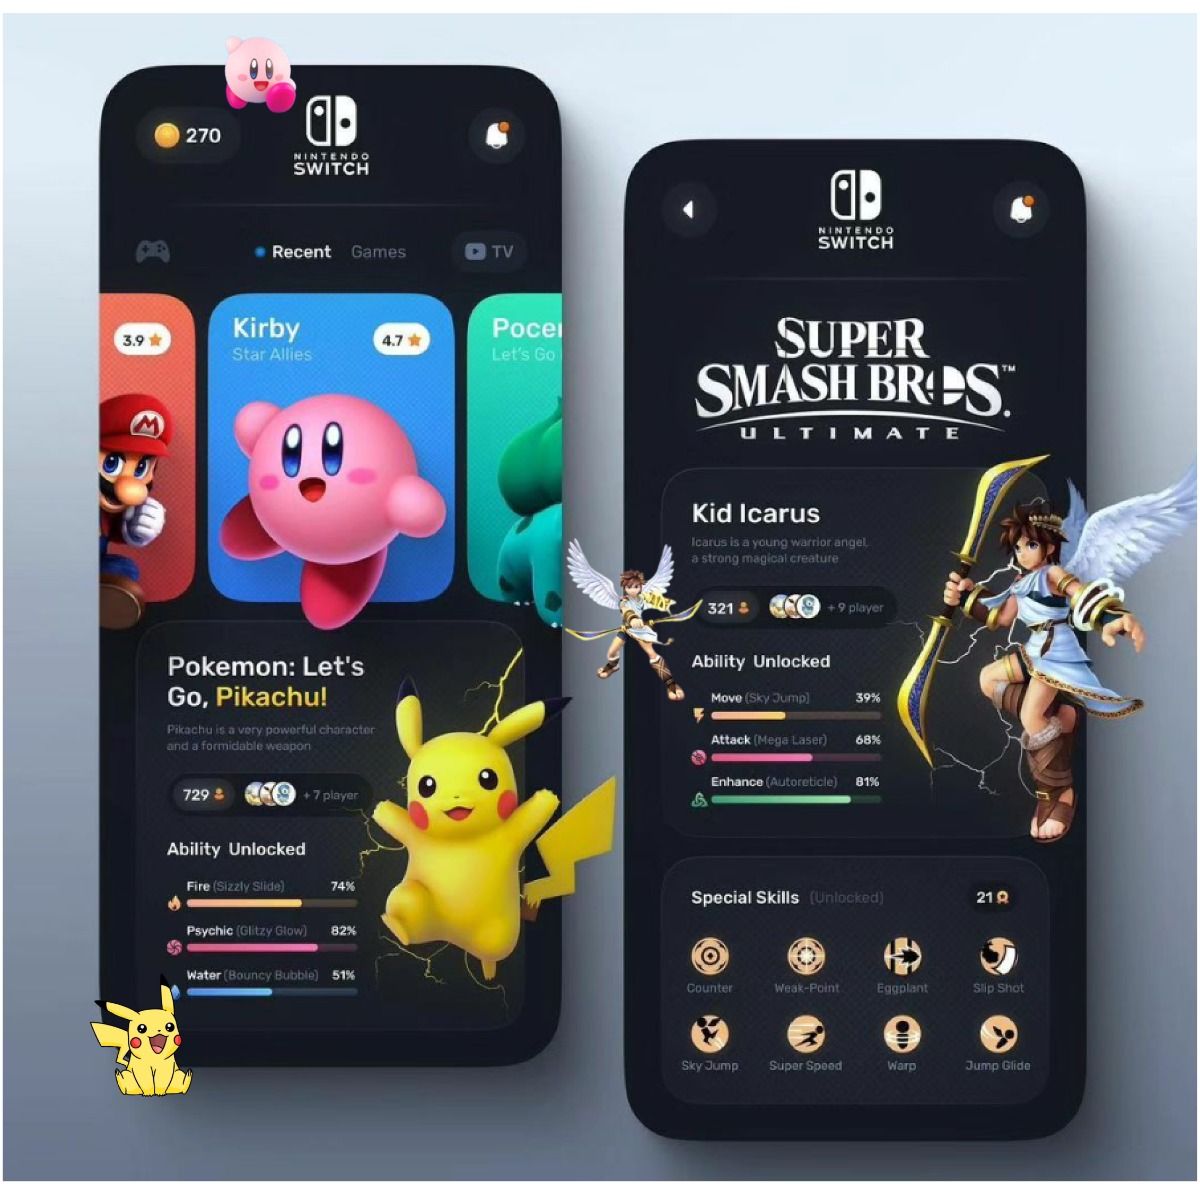 270
NINTENDO
SWITCH
Recent
Games
TV
3.9
Kirby
Star Allies
4.7
Pocer
Let's Go
Pokemon: Let's
Go, Pikachu!
Pikachu is a very powerful character
and a formidable weapon
729
+ 7 player
Ability Unlocked
Fire (Sizzly Slide) 74%
Psychic (Glitzy Glow) 82%
Water (Bouncy Bubble) 51%
NINTENDO
SWITCH
SUPER
SMASH BROS.™
ULTIMATE
Kid Icarus
Icarus is a young warrior angel,
a strong magical creature
321
+ 9 player
Ability Unlocked
Move (Sky Jump) 39%
Attack (Mega Laser) 68%
Enhance (Autoreticle) 81%
Special Skills (Unlocked) 21
Counter Weak-Point Eggplant Slip Shot
Sky Jump Super Speed Warp Jump Glide